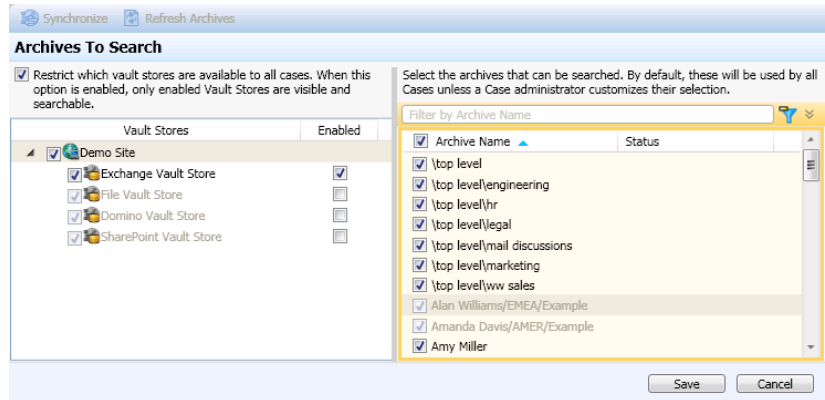 Synchronize Refresh Archives
Archives To Search
Restrict which vault stores are available to all cases. When this
option is enabled, only enabled Vault Stores are visible and
searchable.
Vault Stores Enabled
Demo Site
Exchange Vault Store
File Vault Store
Domino Vault Store
SharePoint Vault Store
Select the archives that can be searched. By default, these will be used by all
Cases unless a Case administrator customizes their selection.
Filter by Archive Name
Archive Name Status
\top level
\top level\engineering
\top level\hr
\top level\legal
\top level\mail discussions
\top level\marketing
\top level\ww sales
Alan Williams/EMEA/Example
Amanda Davis/AMER/Example
Amy Miller
Save Cancel